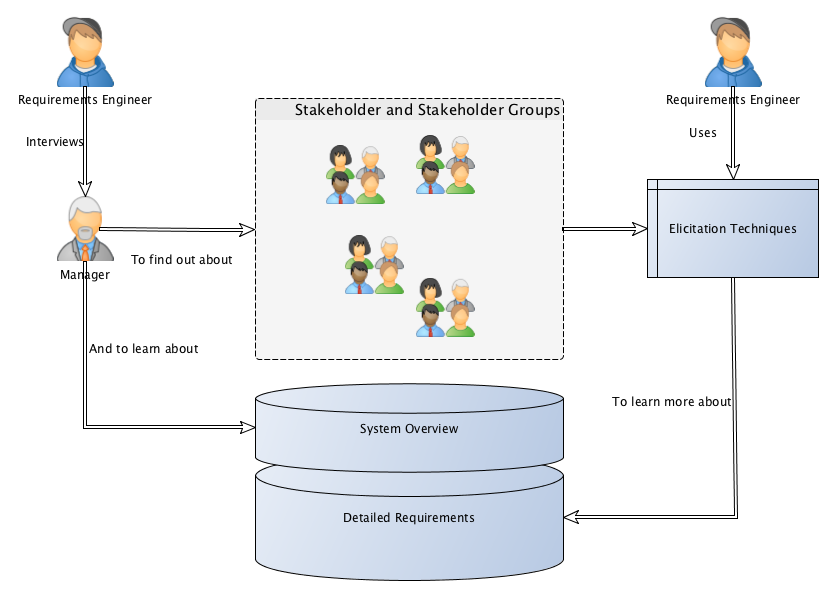 Requirements Engineer
Requirements Engineer
Stakeholder and Stakeholder Groups
Interviews
Uses
Elicitation Techniques
To find out about
Manager
And to learn about
To learn more about
System Overview
Detailed Requirements